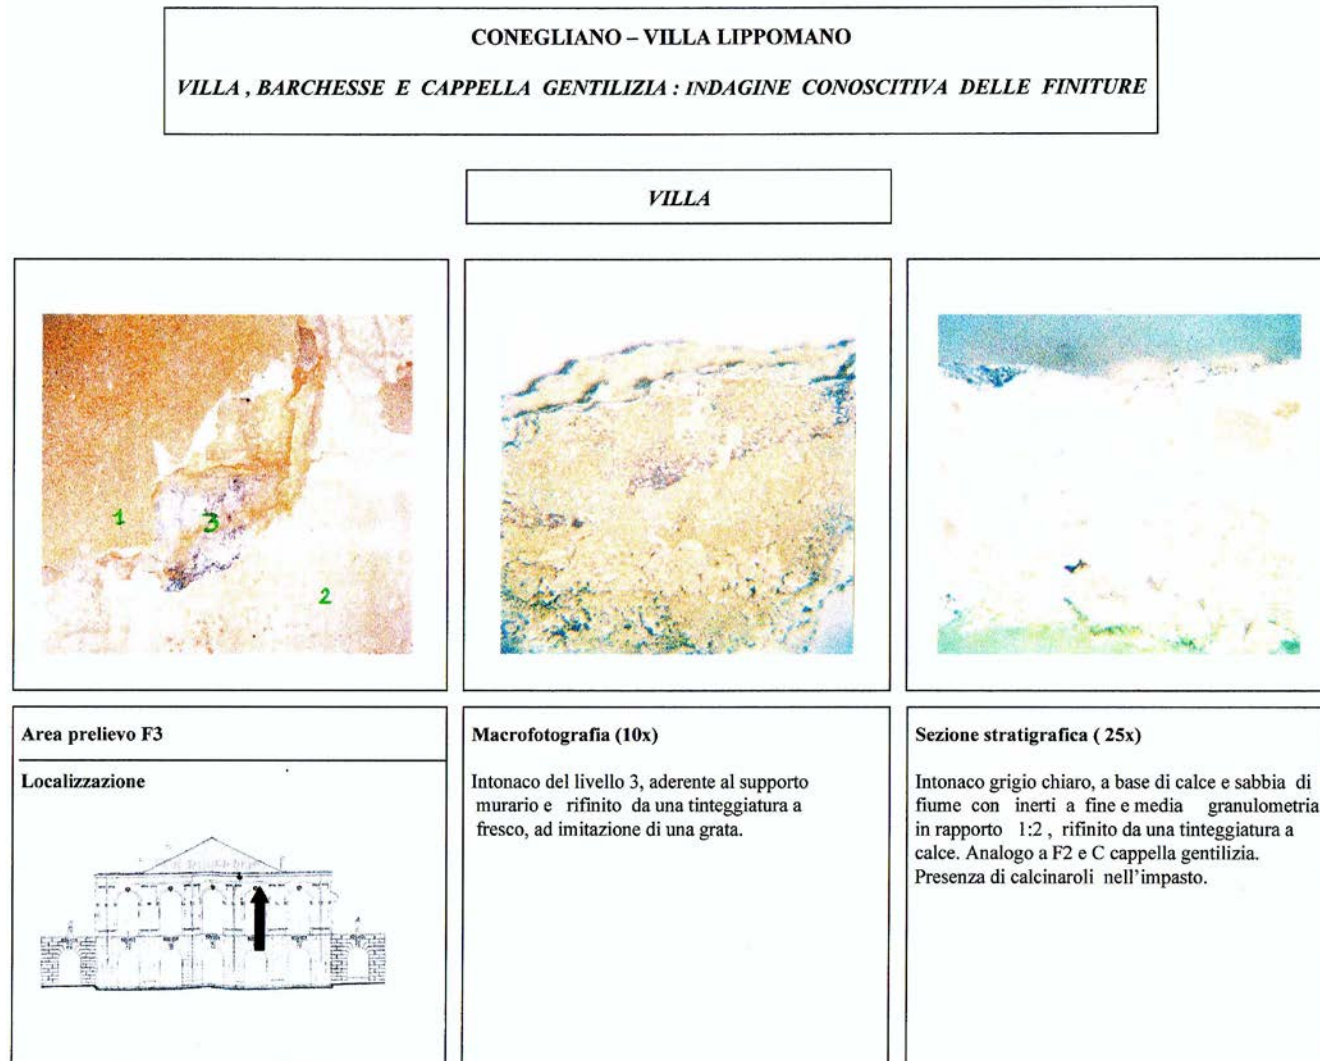 CONEGLIANO – VILLA LIPPOMANO
VILLA , BARCHESSE E CAPPELLA GENTILIZIA : INDAGINE CONOSCITIVA DELLE FINITURE
VILLA
1
3
2
Area prelievo F3
Localizzazione
Macrofotografia (10x)
Intonaco del livello 3, aderente al supporto
murario e rifinito da una tinteggiatura a
fresco, ad imitazione di una grata.
Sezione stratigrafica ( 25x)
Intonaco grigio chiaro, a base di calce e sabbia di
fiume con inerti a fine e media granulometria
in rapporto 1:2 , rifinito da una tinteggiatura a
calce. Analogo a F2 e C cappella gentilizia.
Presenza di calcinaroli nell'impasto.